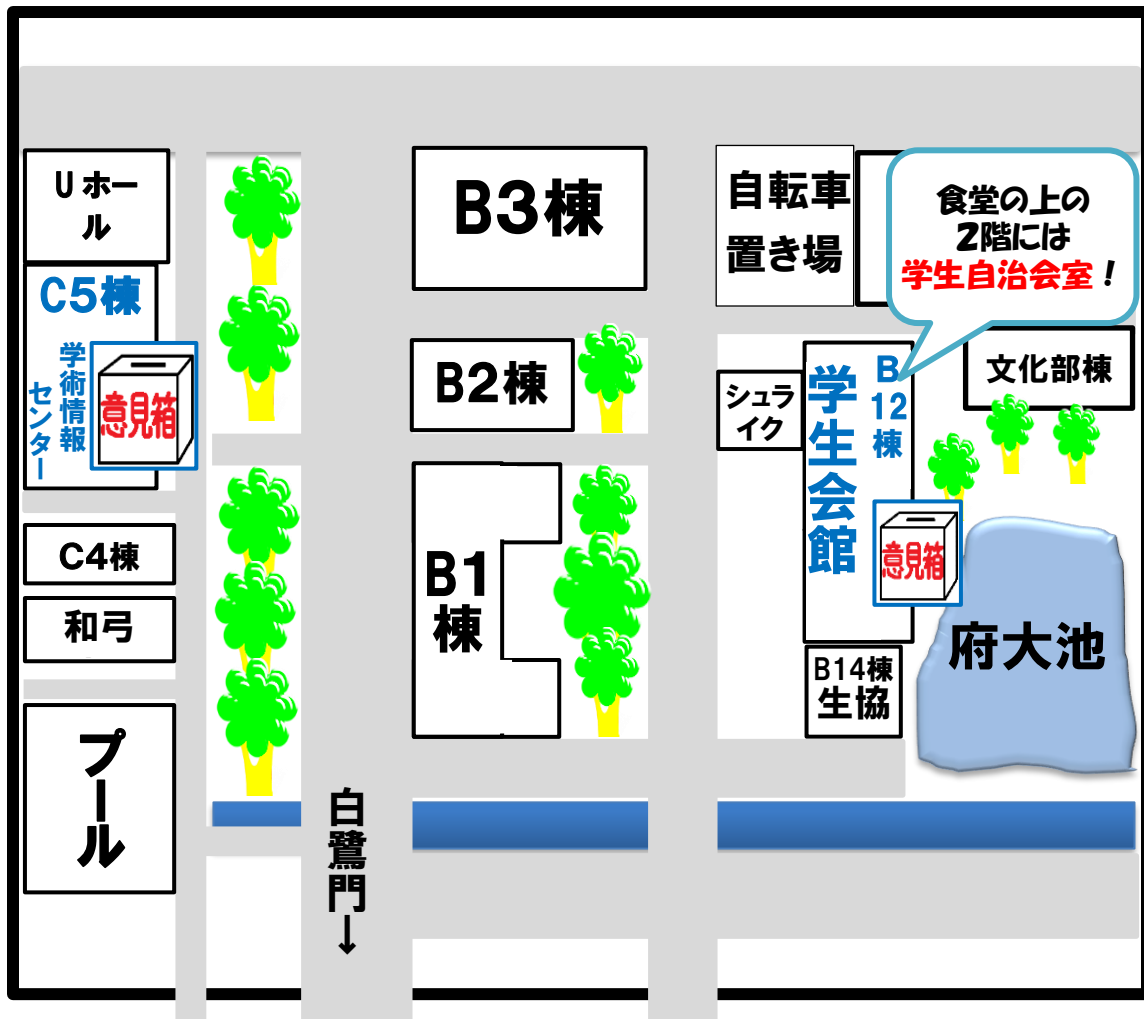 Uホー
ル
C5棟
学術情報
センター
意見箱
C4棟
和弓
プール
白鷺門↓
B3棟
B2棟
B1
棟
自転車
置き場
食堂の上の
2階には
学生自治会室！
シュラ
イク
学生会館
B
12
棟
意見箱
文化部棟
B14棟
生協
府大池